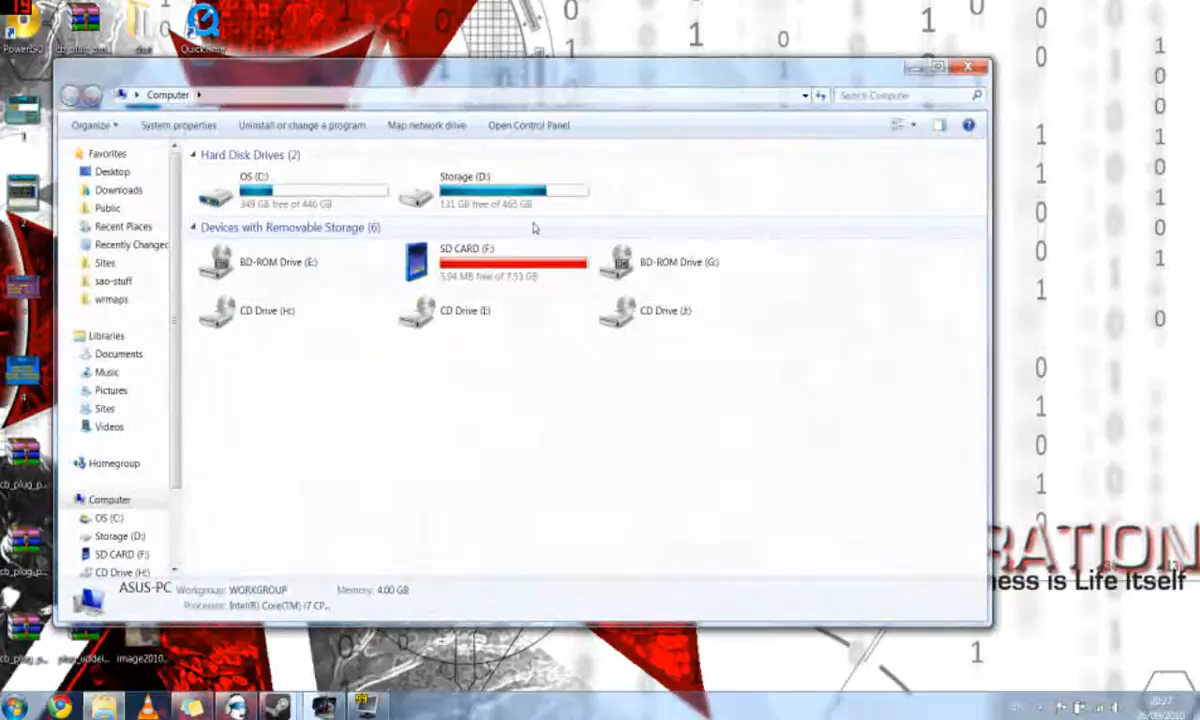 PowerISO
QuickTime
Computer
Search Computer
Organize
System properties
Uninstall or change a program
Map network drive
Open Control Panel
Favorites
Desktop
Downloads
Public
Recent Places
Recently Changed
Sites
sao-stuff
wrmaps
Libraries
Documents
Music
Pictures
Sites
Videos
Homegroup
Computer
OS (C:)
Storage (D:)
SD CARD (F:)
CD Drive (H:)
Hard Disk Drives (2)
OS (C:)
349 GB free of 446 GB
Storage (D:)
131 GB free of 465 GB
Devices with Removable Storage (6)
BD-ROM Drive (E:)
SD CARD (F:)
5.94 MB free of 7.53 GB
BD-ROM Drive (G:)
CD Drive (H:)
CD Drive (I:)
CD Drive (J:)
ASUS-PC
Workgroup: WORKGROUP
Memory: 4.00 GB
Processor: Intel(R) Core(TM) i7 CP...
RATION
ness is Life Itself
cb_plug_p...
cb_plug_p...
cb_plug_p...
image2010...
20:27